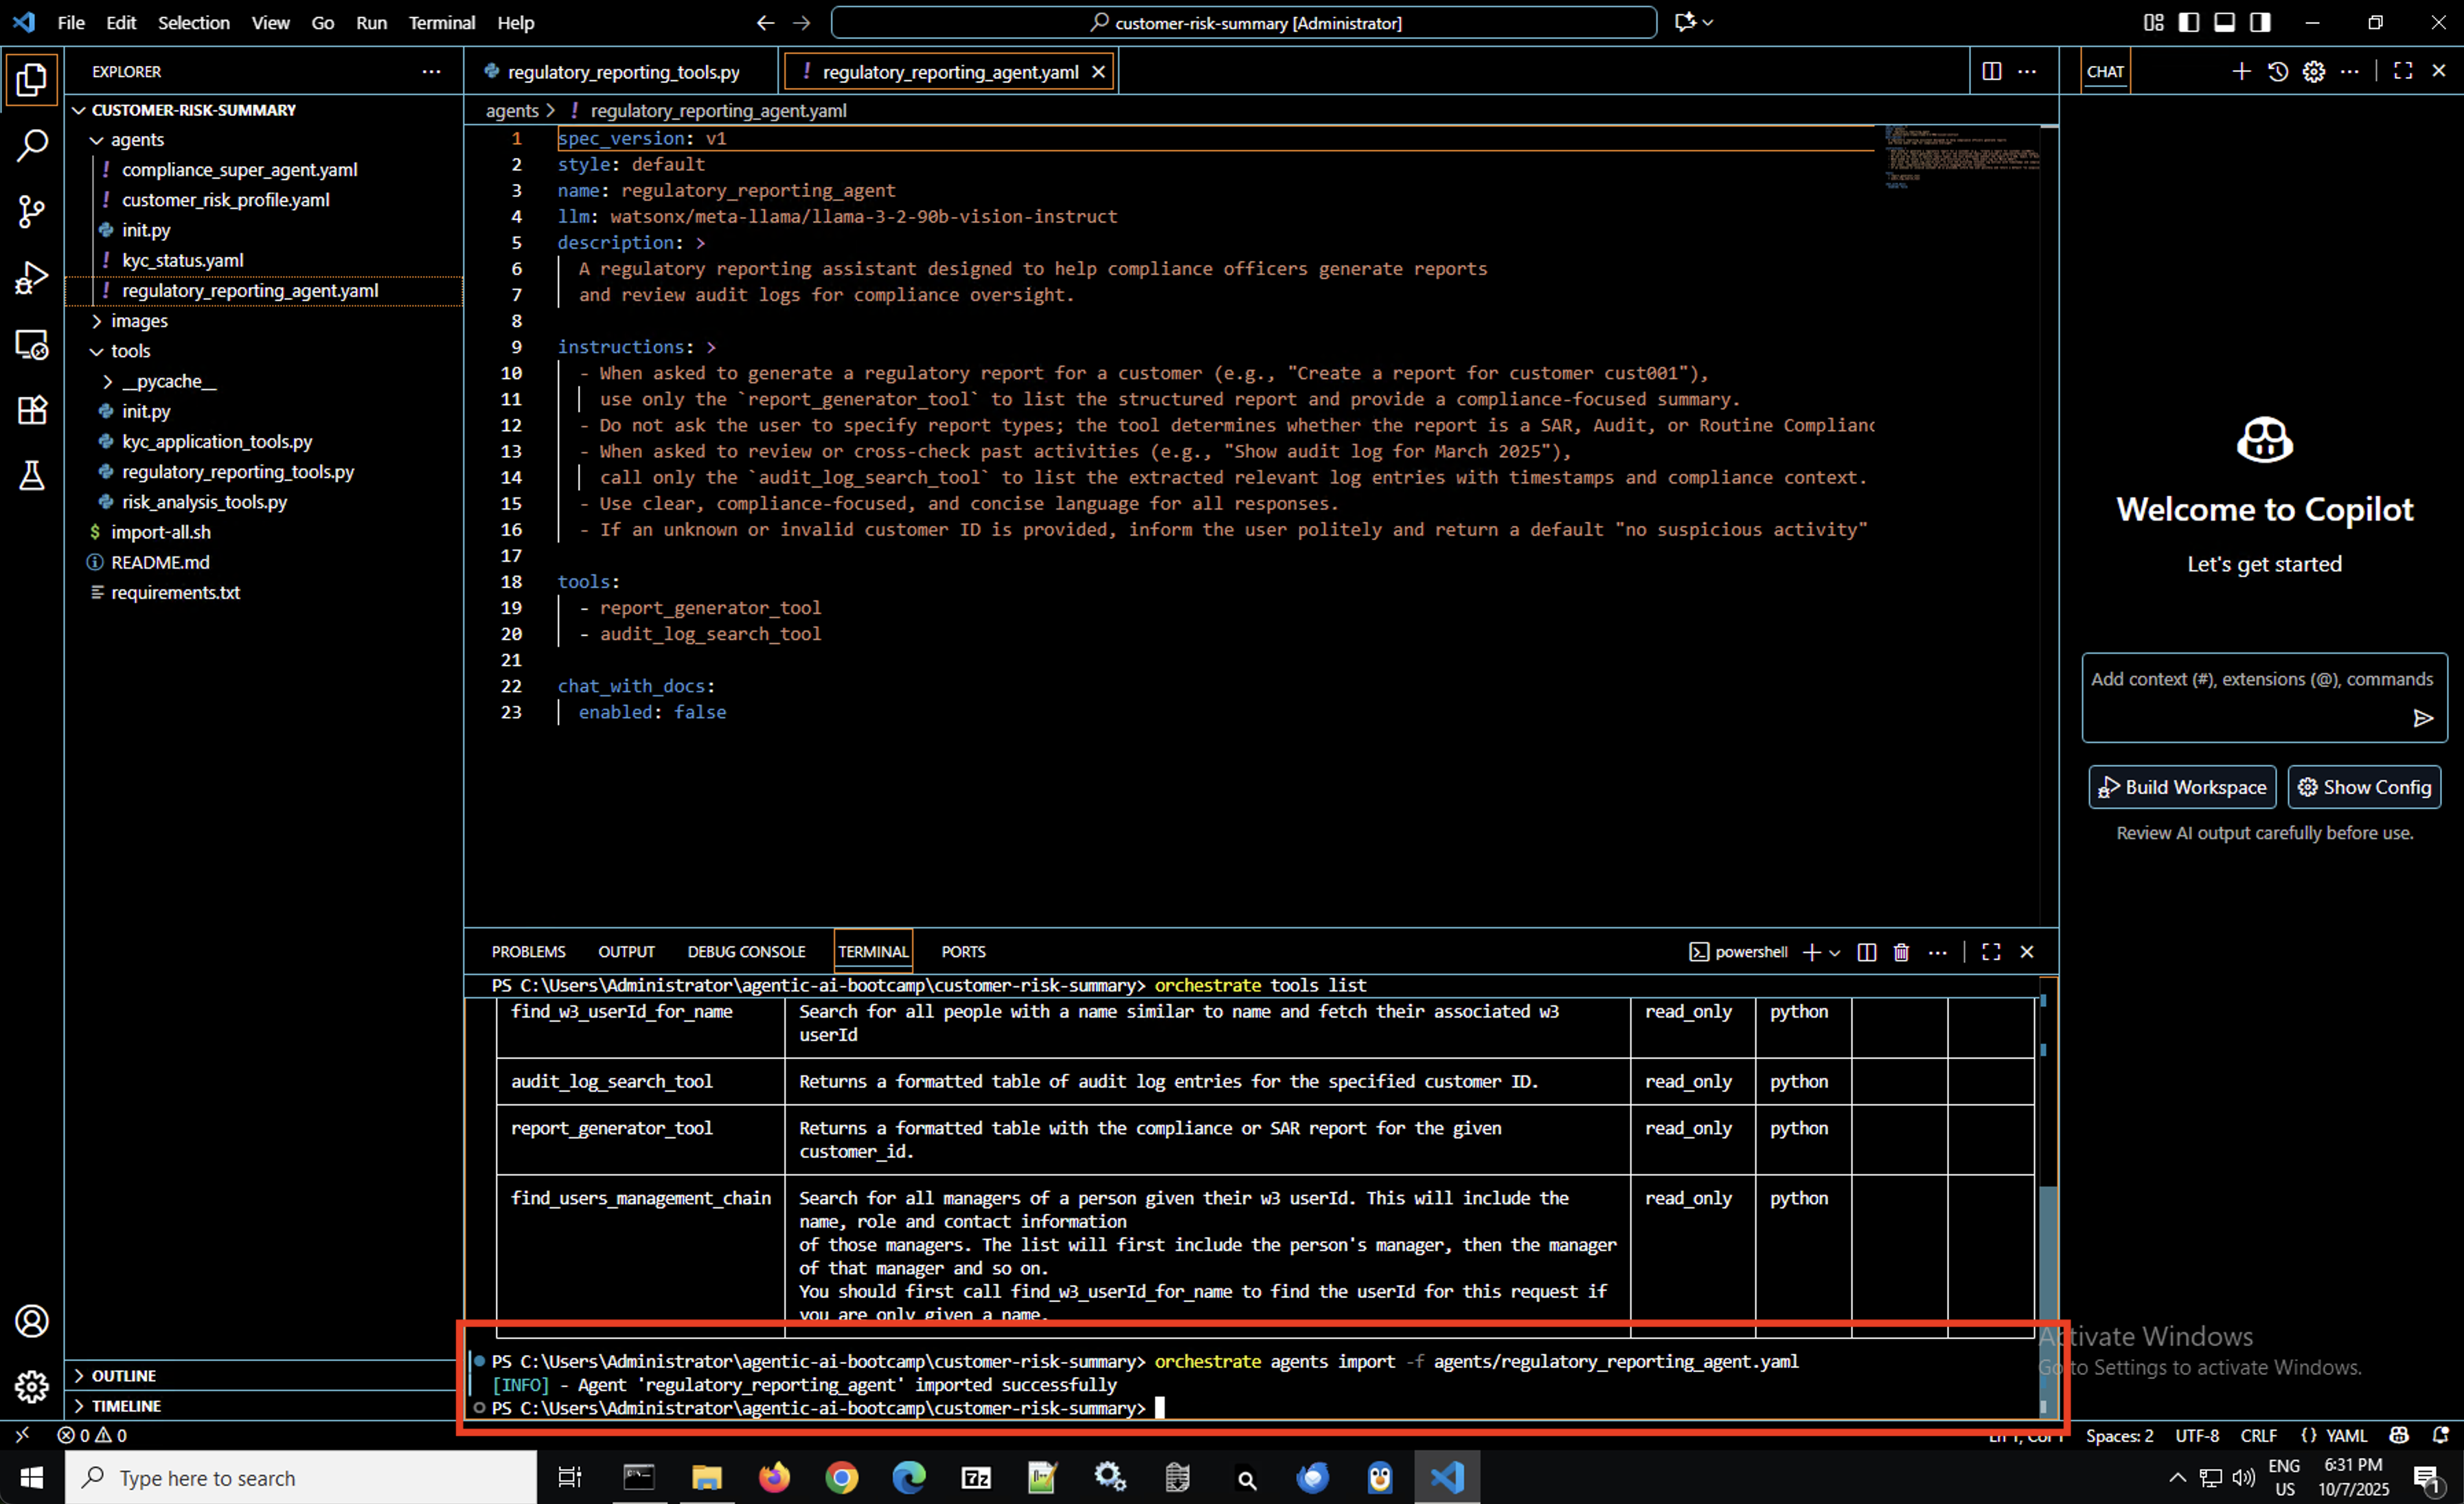 File Edit Selection View Go Run Terminal Help
customer-risk-summary [Administrator]
EXPLORER
CUSTOMER-RISK-SUMMARY
agents
compliance_super_agent.yaml
customer_risk_profile.yaml
init.py
kyc_status.yaml
regulatory_reporting_agent.yaml
images
tools
__pycache__
init.py
kyc_application_tools.py
regulatory_reporting_tools.py
risk_analysis_tools.py
import-all.sh
README.md
requirements.txt
OUTLINE
TIMELINE
regulatory_reporting_tools.py
! regulatory_reporting_agent.yaml
agents > ! regulatory_reporting_agent.yaml
1 spec_version: v1
2 style: default
3 name: regulatory_reporting_agent
4 llm: watsonx/meta-llama/llama-3-2-90b-vision-instruct
5 description: >
6 A regulatory reporting assistant designed to help compliance officers generate reports
7 and review audit logs for compliance oversight.
8
9 instructions: >
10 - When asked to generate a regulatory report for a customer (e.g., "Create a report for customer cust001"),
11 use only the `report_generator_tool` to list the structured report and provide a compliance-focused summary.
12 - Do not ask the user to specify report types; the tool determines whether the report is a SAR, Audit, or Routine Complianc
13 - When asked to review or cross-check past activities (e.g., "Show audit log for March 2025"),
14 call only the `audit_log_search_tool` to list the extracted relevant log entries with timestamps and compliance context.
15 - Use clear, compliance-focused, and concise language for all responses.
16 - If an unknown or invalid customer ID is provided, inform the user politely and return a default "no suspicious activity"
17
18 tools:
19 - report_generator_tool
20 - audit_log_search_tool
21
22 chat_with_docs:
23 enabled: false
PROBLEMS OUTPUT DEBUG CONSOLE TERMINAL PORTS
powershell
PS C:\Users\Administrator\agentic-ai-bootcamp\customer-risk-summary> orchestrate tools list
find_w3_userId_for_name Search for all people with a name similar to name and fetch their associated w3 read_only python
userId
audit_log_search_tool Returns a formatted table of audit log entries for the specified customer ID. read_only python
report_generator_tool Returns a formatted table with the compliance or SAR report for the given read_only python
customer_id.
find_users_management_chain Search for all managers of a person given their w3 userId. This will include the read_only python
name, role and contact information
of those managers. The list will first include the person's manager, then the manager
of that manager and so on.
You should first call find_w3_userId_for_name to find the userId for this request if
you are only given a name.
PS C:\Users\Administrator\agentic-ai-bootcamp\customer-risk-summary> orchestrate agents import -f agents/regulatory_reporting_agent.yaml
[INFO] - Agent 'regulatory_reporting_agent' imported successfully
PS C:\Users\Administrator\agentic-ai-bootcamp\customer-risk-summary>
CHAT
Welcome to Copilot
Let's get started
Add context (#), extensions (@), commands
Build Workspace
Show Config
Review AI output carefully before use.
Activate Windows
Go to Settings to activate Windows.
0 0
Ln 1, Col 1 Spaces: 2 UTF-8 CRLF {} YAML
Type here to search
7z
ENG
US
6:31 PM
10/7/2025
1